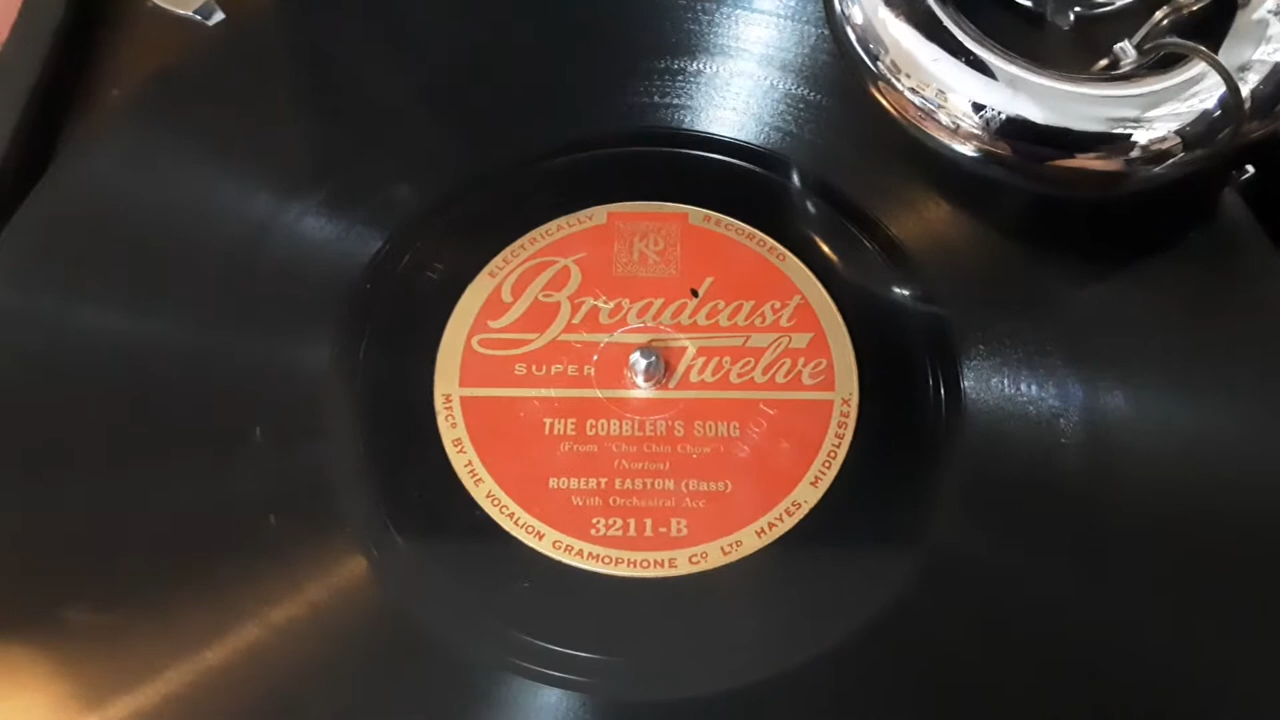 ELECTRICALLY RECORDED
Broadcast
SUPER Twelve
THE COBBLER'S SONG
(From "Chu Chin Chow")
(Norton)
ROBERT EASTON (Bass)
With Orchestral Acc.
3211-B
MFCD BY THE VOCALION GRAMOPHONE CO LTD HAYES, MIDDLESEX.